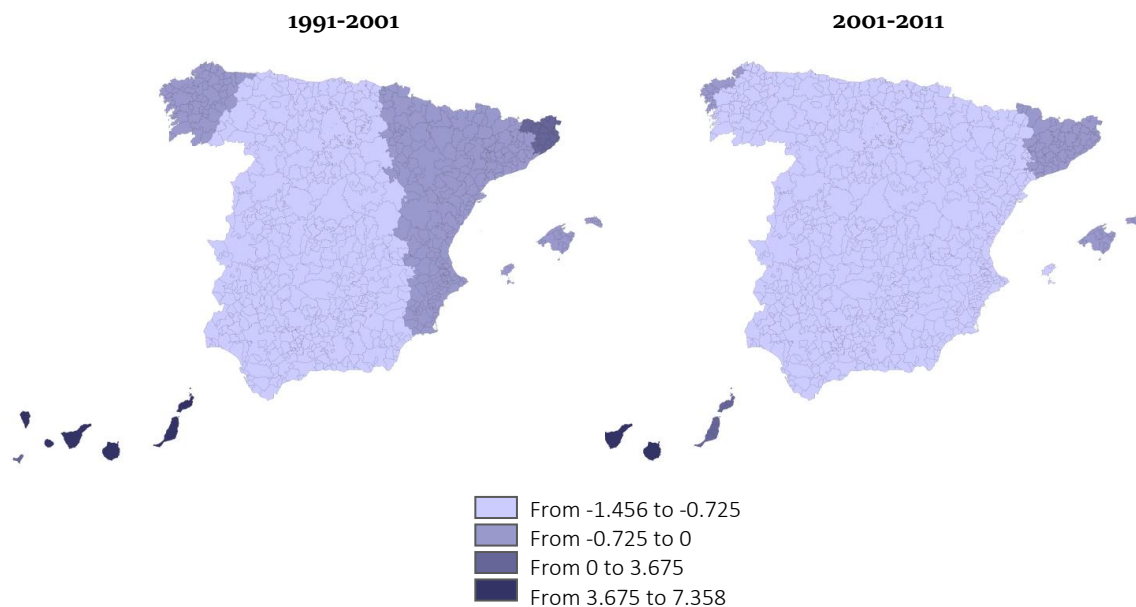 1991-2001
2001-2011
From -1.456 to -0.725
From -0.725 to 0
From 0 to 3.675
From 3.675 to 7.358